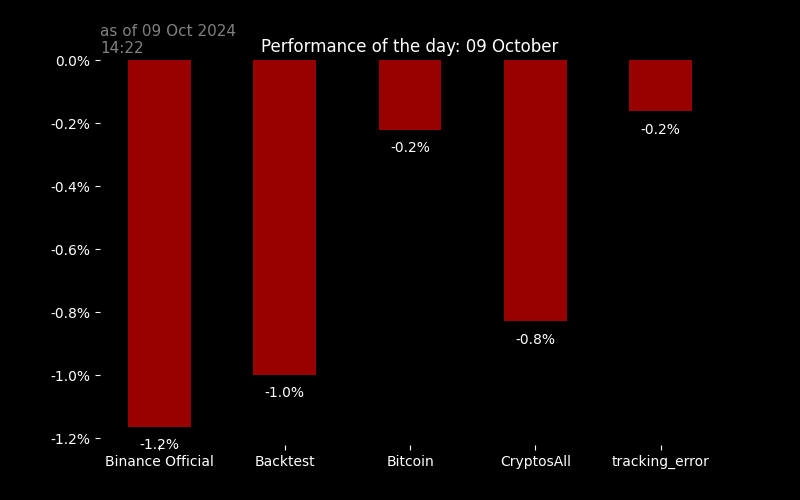 as of 09 Oct 2024
14:22
Performance of the day: 09 October
0.0%
-0.2%
-0.4%
-0.6%
-0.8%
-1.0%
-1.2%
-1.2%
-1.0%
-0.2%
-0.8%
-0.2%
Binance Official
Backtest
Bitcoin
CryptosAll
tracking_error